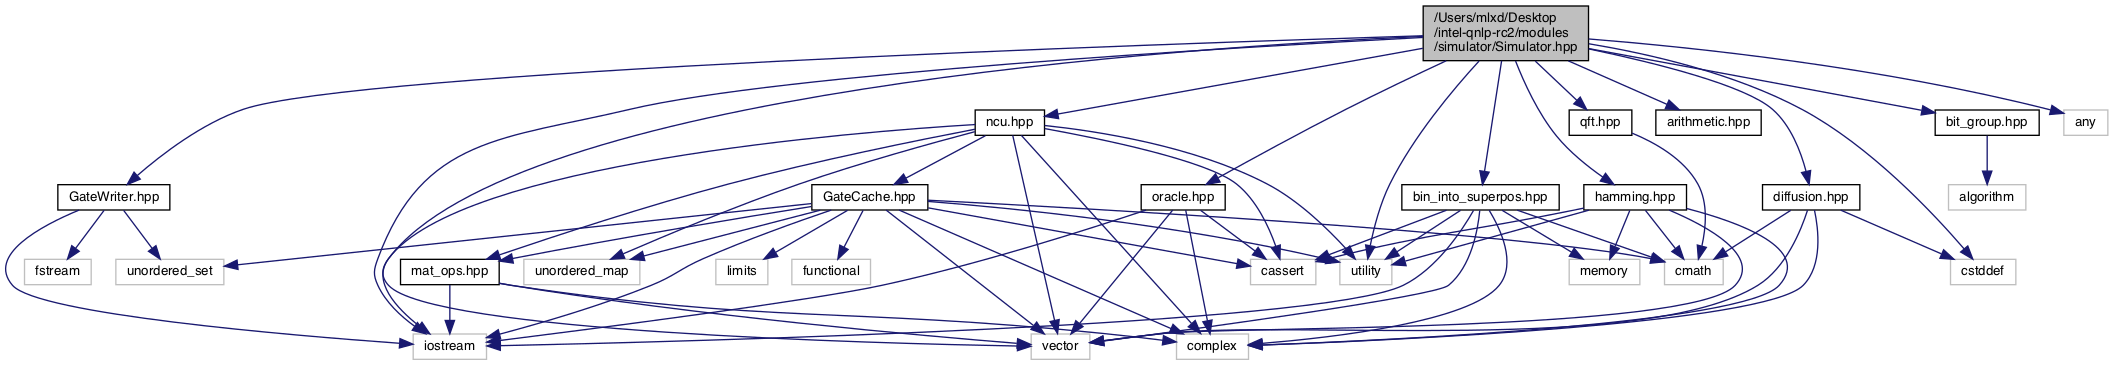 /Users/mlxd/Desktop
/intel-qnlp-rc2/modules
/simulator/Simulator.hpp
ncu.hpp
qft.hpp
arithmetic.hpp
bit_group.hpp
any
GateWriter.hpp
GateCache.hpp
oracle.hpp
bin_into_superpos.hpp
hamming.hpp
diffusion.hpp
algorithm
fstream
unordered_set
mat_ops.hpp
unordered_map
limits
functional
cassert
utility
memory
cmath
cstddef
iostream
vector
complex